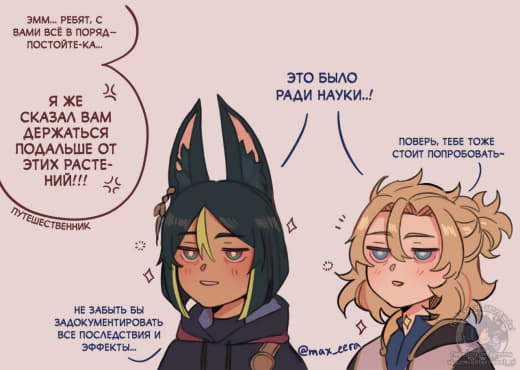 ЭММ... РЕБЯТ, С
ВАМИ ВСЁ В ПОРЯД–
ПОСТОЙТЕ-КА...
Я ЖЕ
СКАЗАЛ ВАМ
ДЕРЖАТЬСЯ
ПОДАЛЬШЕ ОТ
ЭТИХ РАСТЕ-
НИЙ!!!
ПУТЕШЕСТВЕННИК
ЭТО БЫЛО
РАДИ НАУКИ..!
ПОВЕРЬ, ТЕБЕ ТОЖЕ
СТОИТ ПОПРОБОВАТЬ~
НЕ ЗАБЫТЬ БЫ
ЗАДОКУМЕНТИРОВАТЬ
ВСЕ ПОСЛЕДСТВИЯ И
ЭФФЕКТЫ...
@max_eera